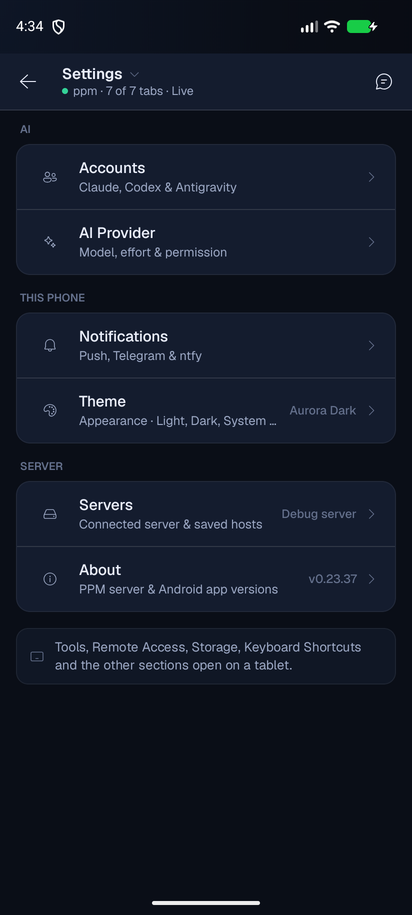 4:34
Settings
ppm · 7 of 7 tabs · Live
AI
Accounts
Claude, Codex & Antigravity
AI Provider
Model, effort & permission
THIS PHONE
Notifications
Push, Telegram & ntfy
Theme
Appearance · Light, Dark, System ...
Aurora Dark
SERVER
Servers
Connected server & saved hosts
Debug server
About
PPM server & Android app versions
v0.23.37
Tools, Remote Access, Storage, Keyboard Shortcuts
and the other sections open on a tablet.